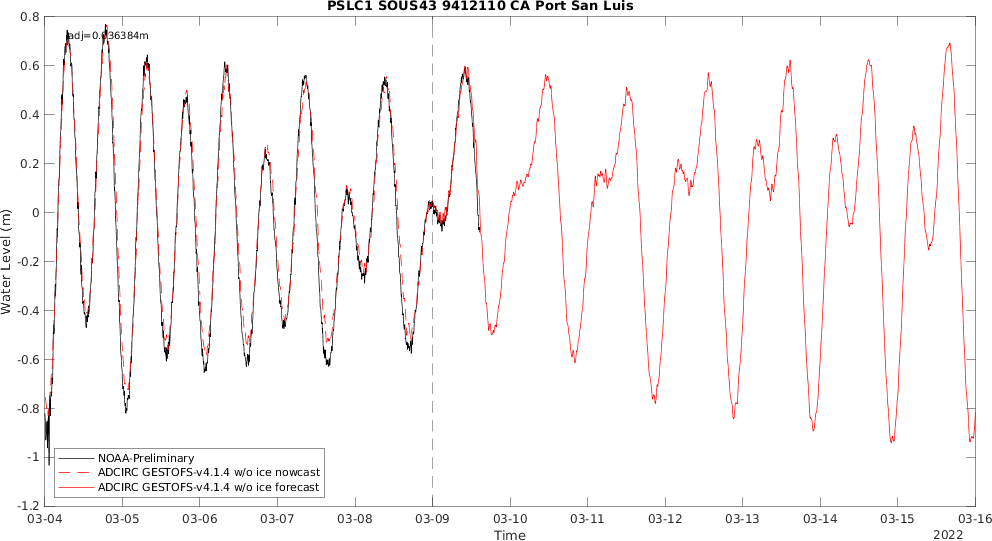 PSLC1 SOUS43 9412110 CA Port San Luis
adj=0.036384m
0.8
0.6
0.4
0.2
0
-0.2
-0.4
-0.6
-0.8
-1
-1.2
Water Level (m)
NOAA-Preliminary
ADCIRC GESTOFS-v4.1.4 w/o ice nowcast
ADCIRC GESTOFS-v4.1.4 w/o ice forecast
03-04 03-05 03-06 03-07 03-08 03-09 03-10 03-11 03-12 03-13 03-14 03-15 03-16
Time
2022